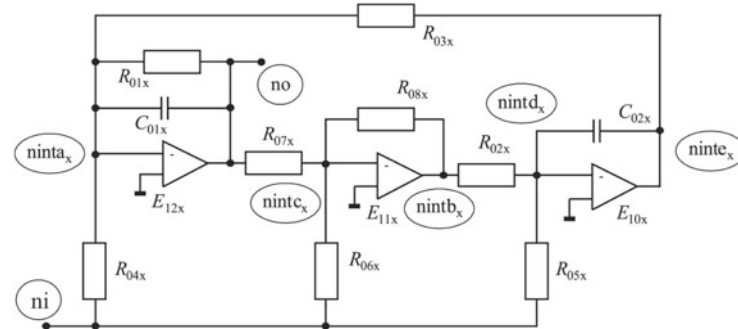 R03x
R01x
no
C01x
R08x
nintdx
C02x
R07x
R02x
nintax
-
-
-
nintex
E12x
nintcx
E11x
nintbx
E10x
R04x
R06x
R05x
ni